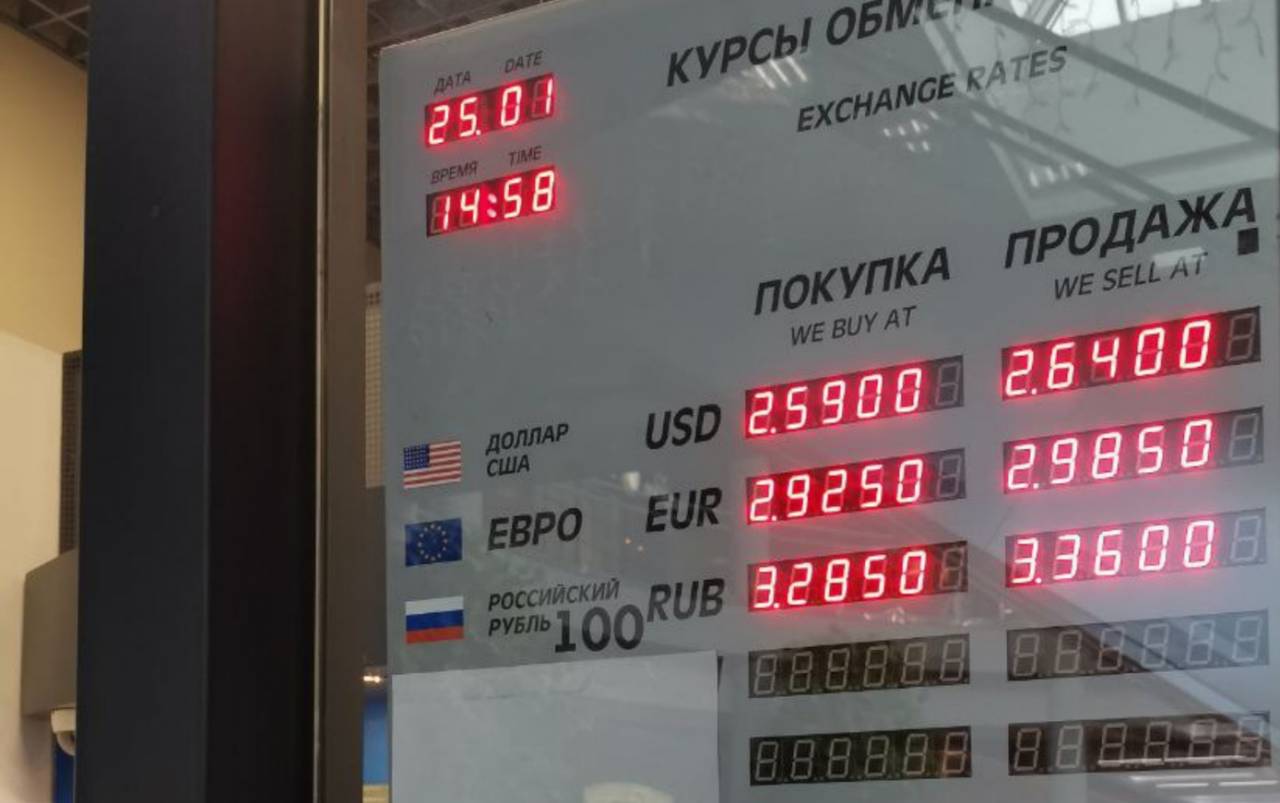 ДАТА DATE
25.01
ВРЕМЯ TIME
14:58
КУРСЫ
EXCHANGE RATES
ПОКУПКА ПРОДАЖА
WE BUY AT WE SELL AT
ДОЛЛАР
США
USD 2.5900 2.6400
ЕВРО EUR 2.9250 2.9850
РОССИЙСКИЙ
РУБЛЬ 100 RUB 3.2850 3.3600